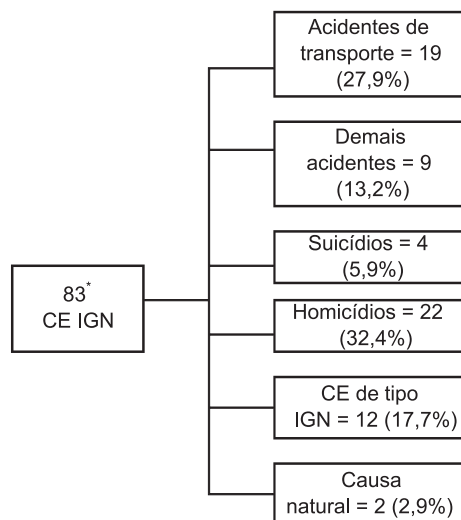 Acidentes de
transporte = 19
(27,9%)
Demais
acidentes = 9
(13,2%)
Suicídios = 4
(5,9%)
83*
CE IGN
Homicídios = 22
(32,4%)
CE de tipo
IGN = 12 (17,7%)
Causa
natural = 2 (2,9%)